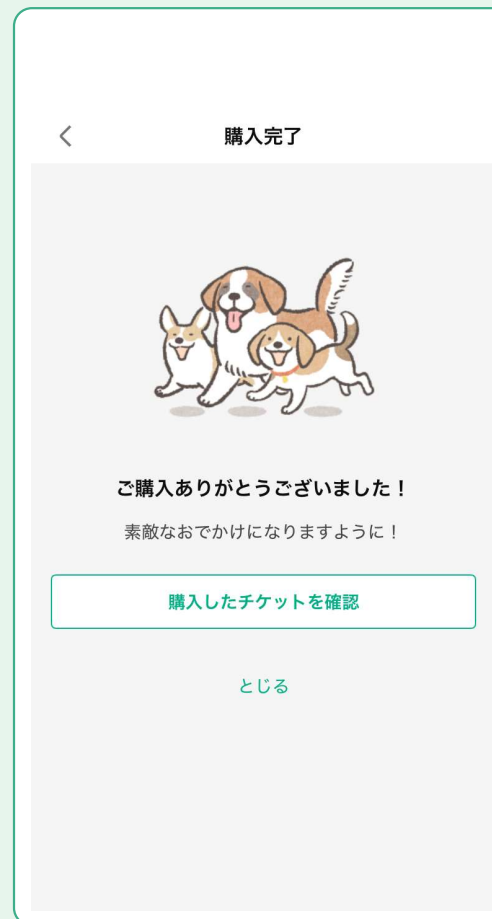 購入完了
ご購入ありがとうございました！
素敵なおでかけになりますように！
購入したチケットを確認
とじる